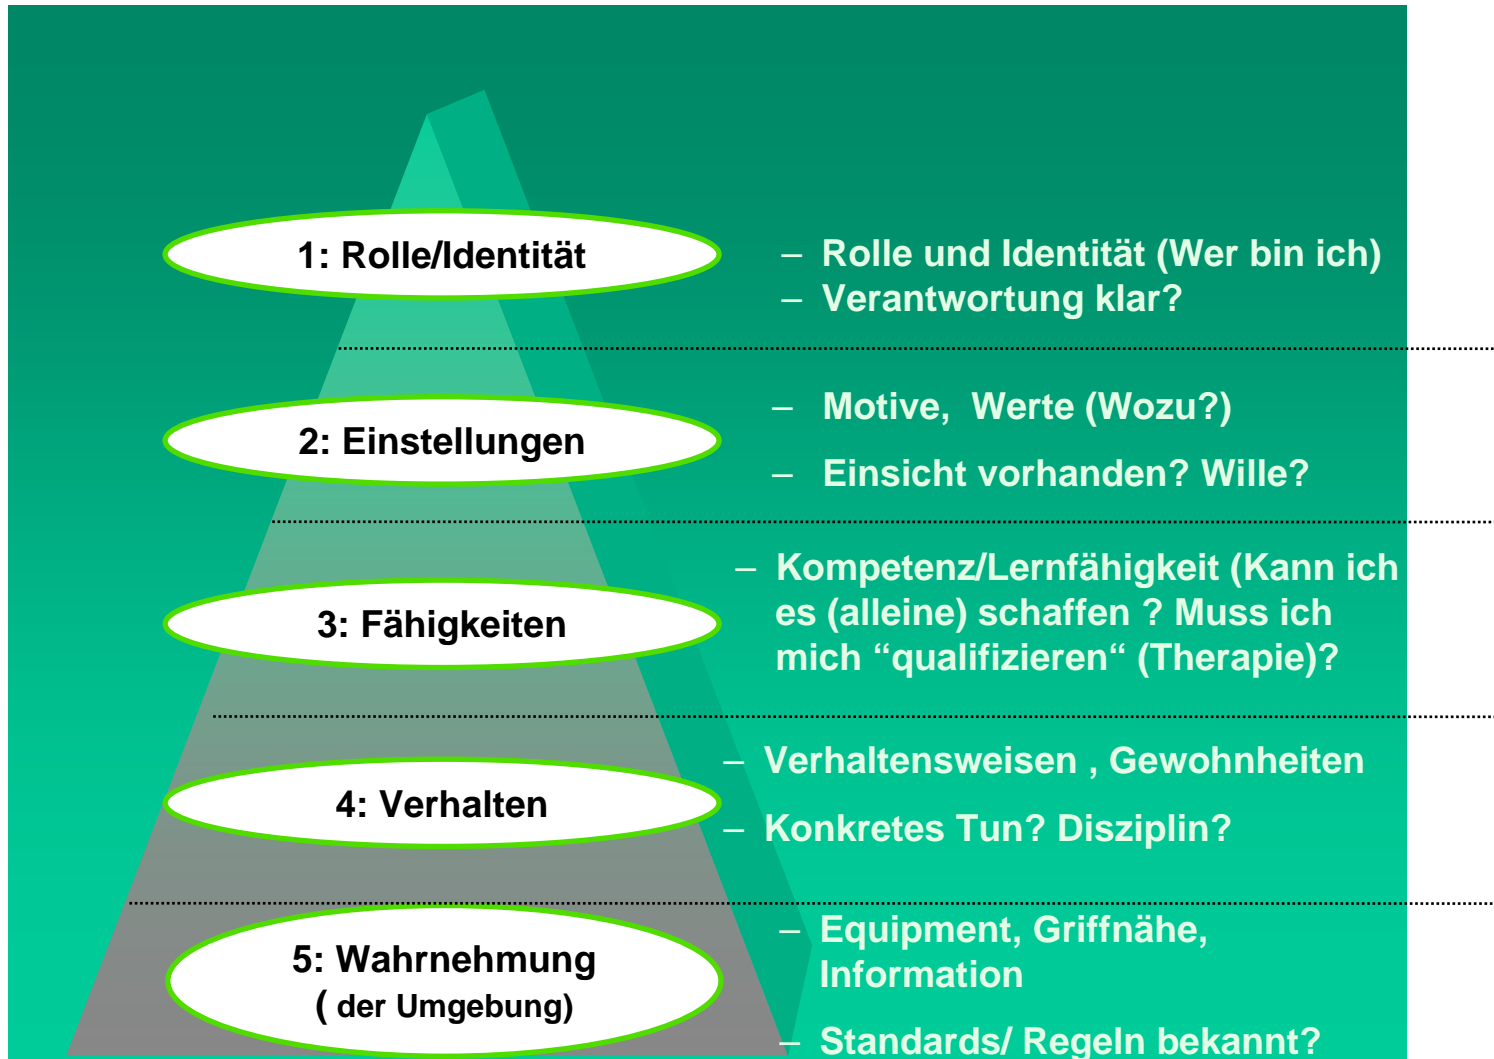 1: Rolle/Identität
– Rolle und Identität (Wer bin ich)
– Verantwortung klar?
2: Einstellungen
– Motive, Werte (Wozu?)
– Einsicht vorhanden? Wille?
3: Fähigkeiten
– Kompetenz/Lernfähigkeit (Kann ich
es (alleine) schaffen ? Muss ich
mich “qualifizieren“ (Therapie)?
4: Verhalten
– Verhaltensweisen , Gewohnheiten
– Konkretes Tun? Disziplin?
5: Wahrnehmung
( der Umgebung)
– Equipment, Griffnähe,
Information
– Standards/ Regeln bekannt?